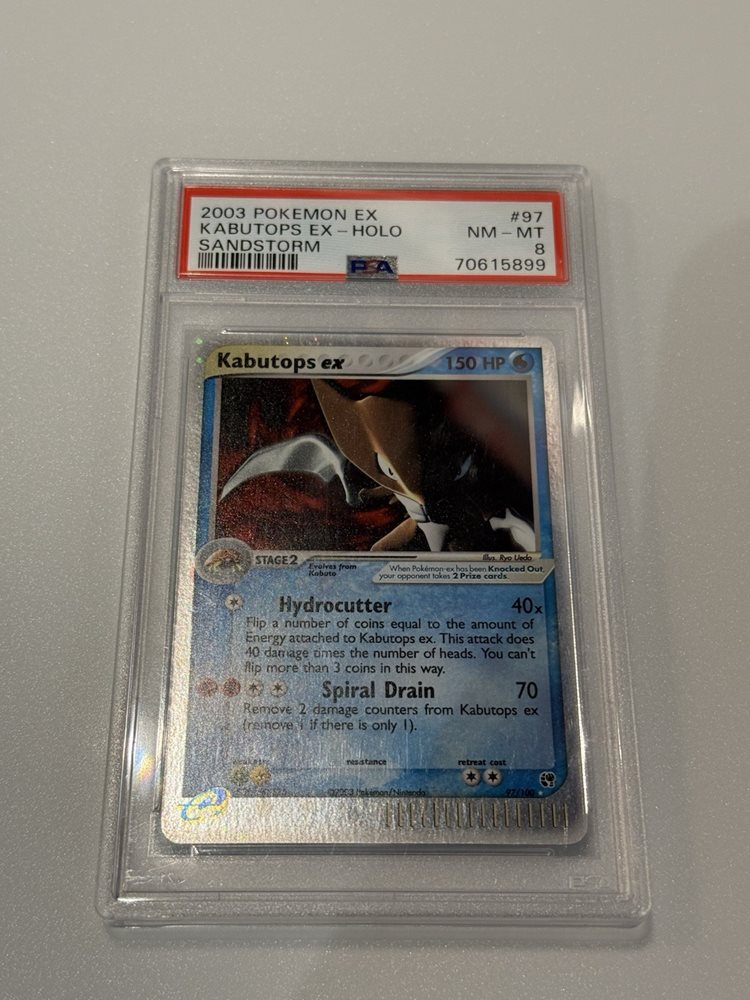 2003 POKEMON EX #97
KABUTOPS EX - HOLO NM - MT
SANDSTORM 8
PSA 70615899
Kabutops ex 150 HP
Illus. Ryo Ueda
STAGE2
Evolves from
Kabuto
When Pokémon-ex has been Knocked Out,
your opponent takes 2 Prize cards.
Hydrocutter 40x
Flip a number of coins equal to the amount of
Energy attached to Kabutops ex. This attack does
40 damage times the number of heads. You can't
flip more than 3 coins in this way.
Spiral Drain 70
Remove 2 damage counters from Kabutops ex
(remove 1 if there is only 1).
weakness resistance retreat cost
©2003 Pokémon/Nintendo 97/100
e